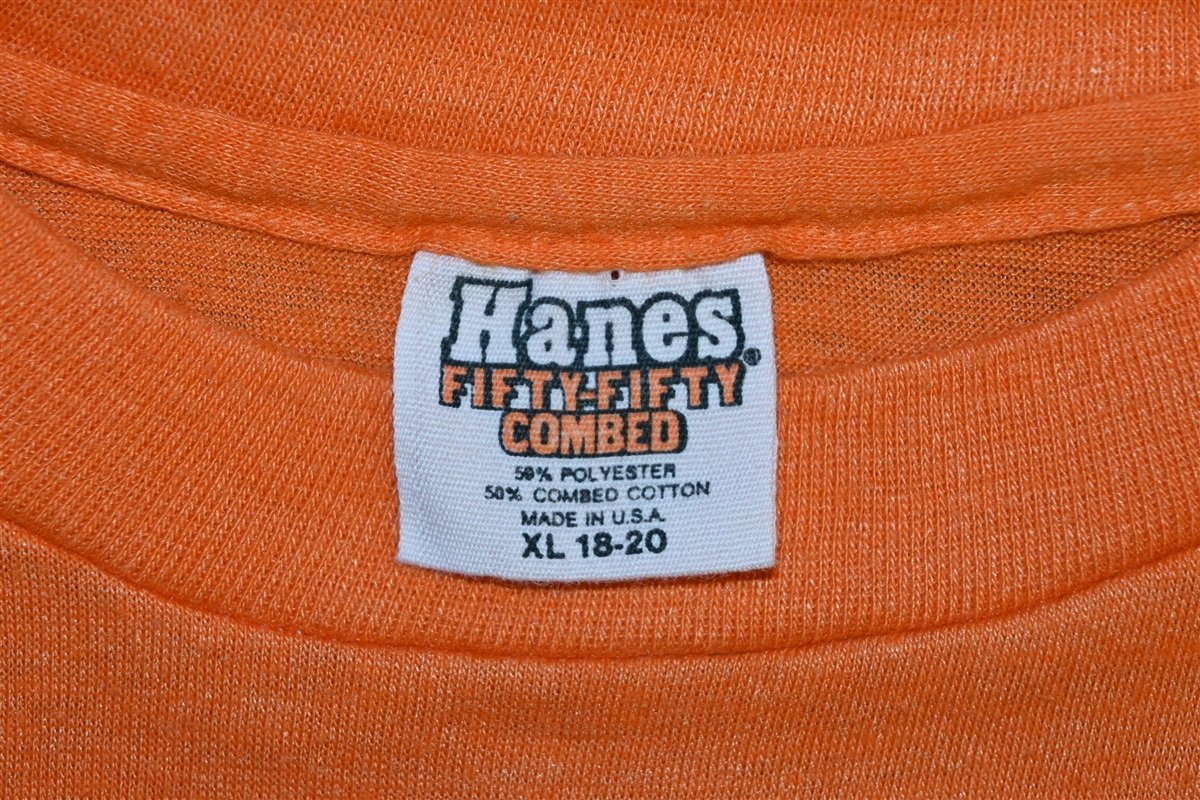 Hanes®
FIFTY-FIFTY
COMBED
50% POLYESTER
50% COMBED COTTON
MADE IN U.S.A.
XL 18-20